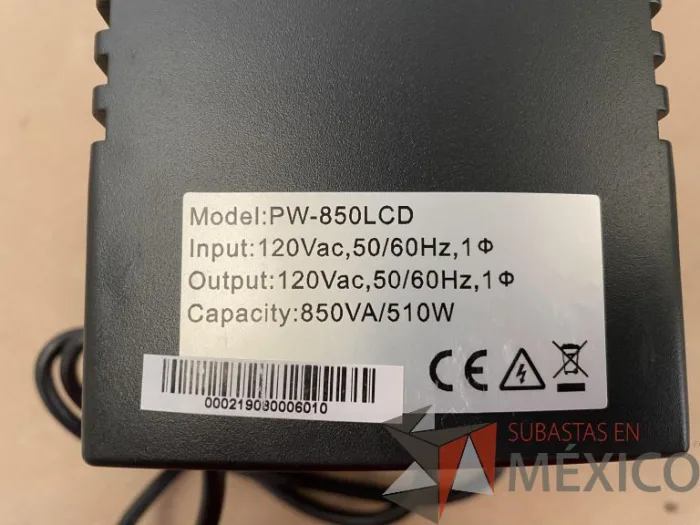 Model:PW-850LCD
Input:120Vac,50/60Hz,1Φ
Output:120Vac,50/60Hz,1Φ
Capacity:850VA/510W
CE
000219080006010
SUBASTAS EN
MÉXICO